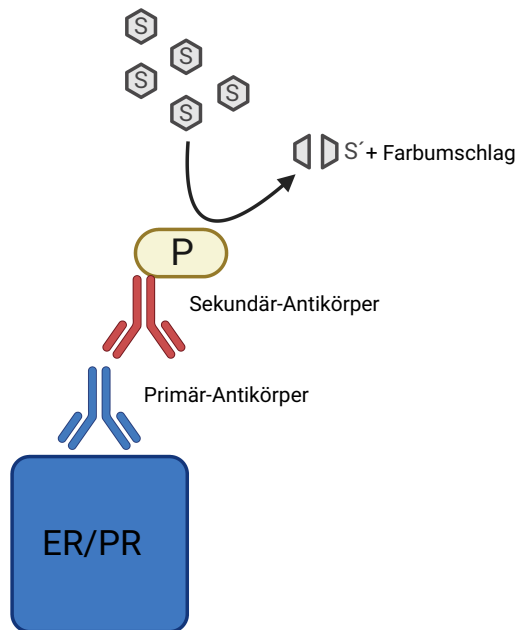 S
S
S
S
S
S´+ Farbumschlag
P
Sekundär-Antikörper
Primär-Antikörper
ER/PR